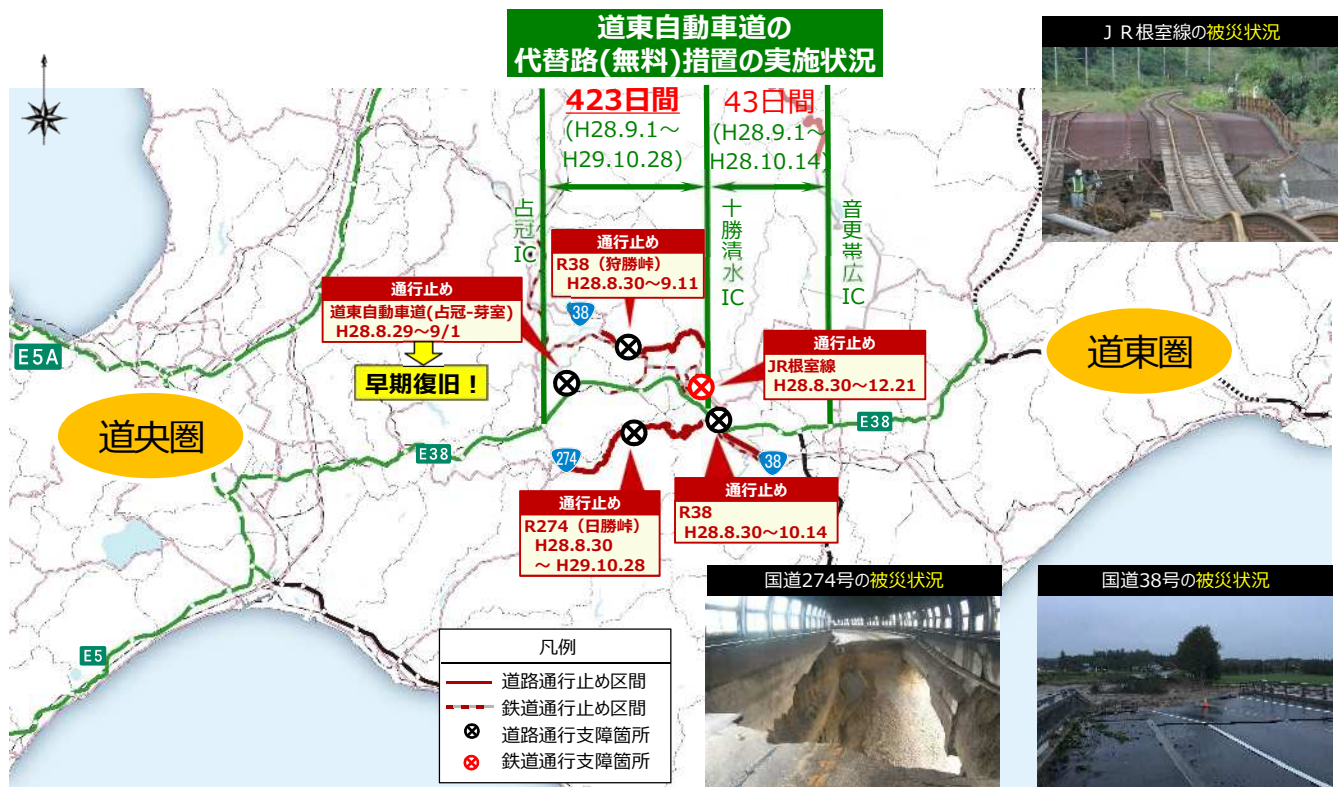 道東自動車道の
代替路(無料)措置の実施状況
423日間
(H28.9.1～
H29.10.28)
43日間
(H28.9.1～
H28.10.14)
占冠IC
十勝清水IC
音更帯広IC
通行止め
R38（狩勝峠）
H28.8.30～9.11
通行止め
道東自動車道(占冠-芽室)
H28.8.29～9/1
早期復旧！
38
通行止め
JR根室線
H28.8.30～12.21
E5A
道央圏
道東圏
E38
E38
274
38
通行止め
R274（日勝峠）
H28.8.30
～ H29.10.28
通行止め
R38
H28.8.30～10.14
E5
凡例
道路通行止め区間
鉄道通行止め区間
道路通行支障箇所
鉄道通行支障箇所
ＪＲ根室線の被災状況
国道274号の被災状況
国道38号の被災状況